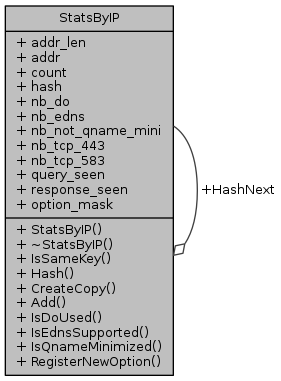 StatsByIP
+ addr_len
+ addr
+ count
+ hash
+ nb_do
+ nb_edns
+ nb_not_qname_mini
+ nb_tcp_443
+ nb_tcp_583
+ query_seen
+ response_seen
+ option_mask
+ StatsByIP()
+ ~StatsByIP()
+ IsSameKey()
+ Hash()
+ CreateCopy()
+ Add()
+ IsDoUsed()
+ IsEdnsSupported()
+ IsQnameMinimized()
+ RegisterNewOption()
+HashNext